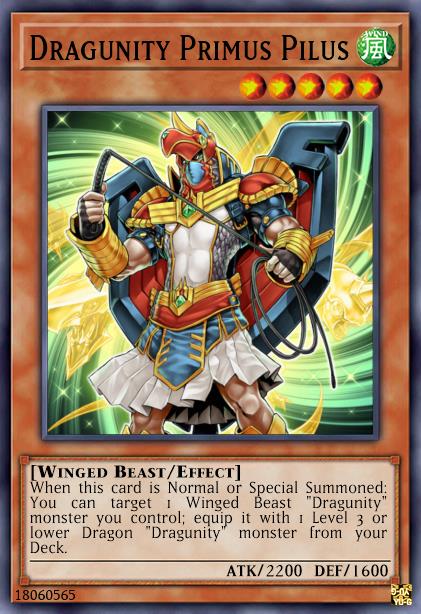 DRAGUNITY PRIMUS PILUS
WIND
風
[WINGED BEAST/EFFECT]
When this card is Normal or Special Summoned:
You can target 1 Winged Beast "Dragunity"
monster you control; equip it with 1 Level 3 or
lower Dragon "Dragunity" monster from your
Deck.
ATK/2200 DEF/1600
18060565